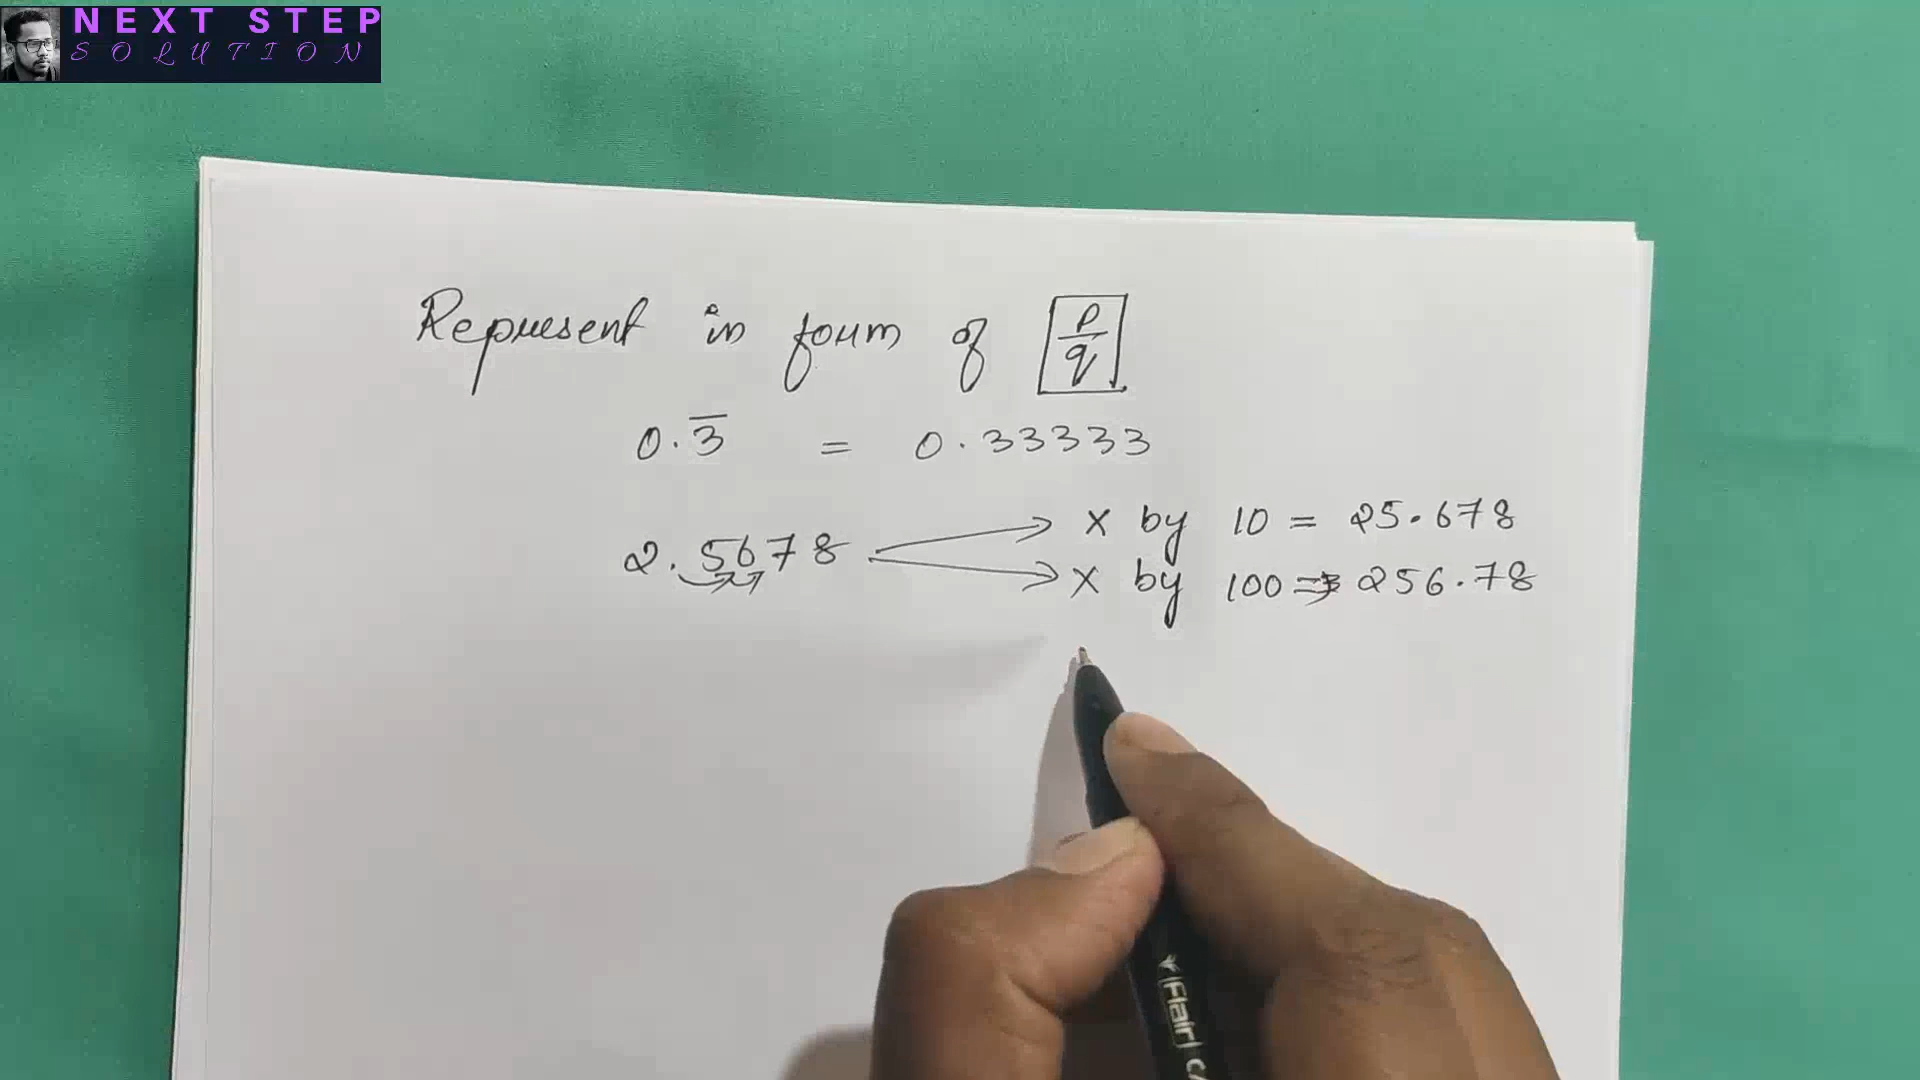 NEXT STEP
SOLUTION
Represent in form of p/q
0.3̅ = 0.33333
2.5678 → x by 10 = 25.678
→ x by 100 ⇒ 256.78
Flair